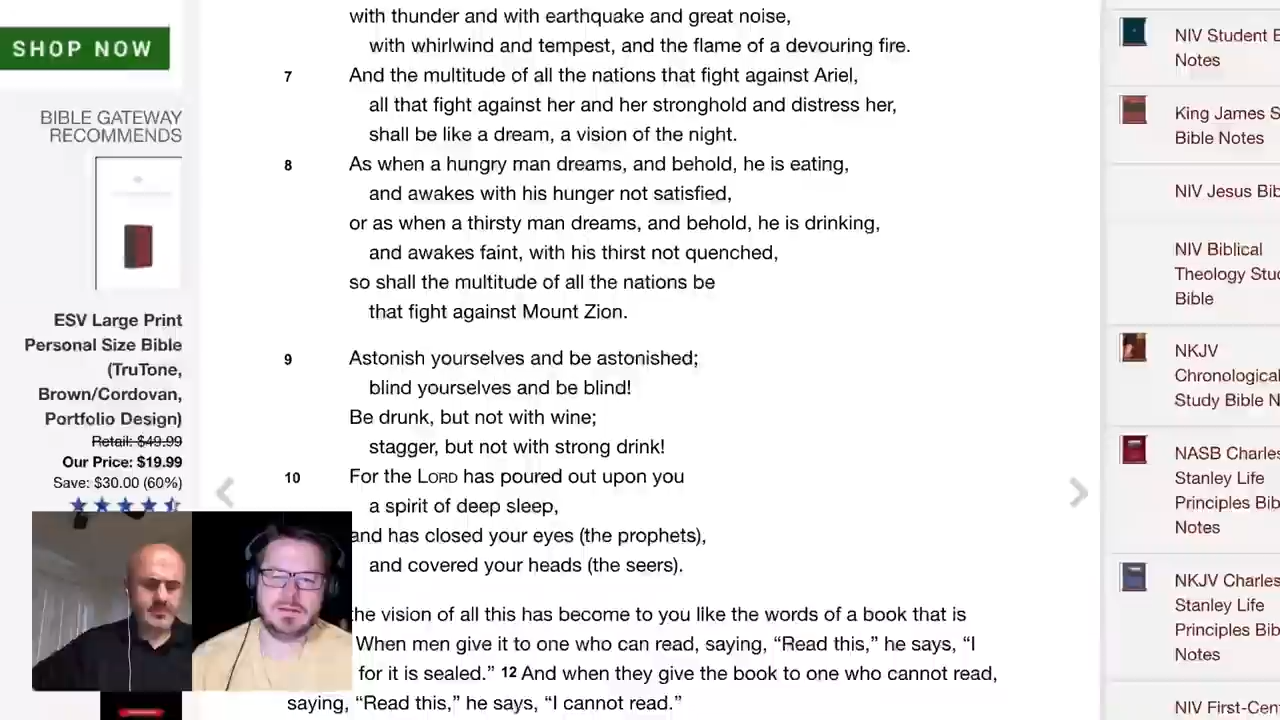 SHOP NOW
BIBLE GATEWAY
RECOMMENDS
ESV Large Print
Personal Size Bible
(TruTone,
Brown/Cordovan,
Portfolio Design)
Retail: $49.99
Our Price: $19.99
Save: $30.00 (60%)
with thunder and with earthquake and great noise,
with whirlwind and tempest, and the flame of a devouring fire.
7 And the multitude of all the nations that fight against Ariel,
all that fight against her and her stronghold and distress her,
shall be like a dream, a vision of the night.
8 As when a hungry man dreams, and behold, he is eating,
and awakes with his hunger not satisfied,
or as when a thirsty man dreams, and behold, he is drinking,
and awakes faint, with his thirst not quenched,
so shall the multitude of all the nations be
that fight against Mount Zion.
9 Astonish yourselves and be astonished;
blind yourselves and be blind!
Be drunk, but not with wine;
stagger, but not with strong drink!
10 For the LORD has poured out upon you
a spirit of deep sleep,
and has closed your eyes (the prophets),
and covered your heads (the seers).
the vision of all this has become to you like the words of a book that is
When men give it to one who can read, saying, “Read this,” he says, “I
for it is sealed.” 12 And when they give the book to one who cannot read,
saying, “Read this,” he says, “I cannot read.”
NIV Student B
Notes
King James S
Bible Notes
NIV Jesus Bib
NIV Biblical
Theology Stud
Bible
NKJV
Chronological
Study Bible N
NASB Charles
Stanley Life
Principles Bib
Notes
NKJV Charles
Stanley Life
Principles Bib
Notes
NIV First-Cen